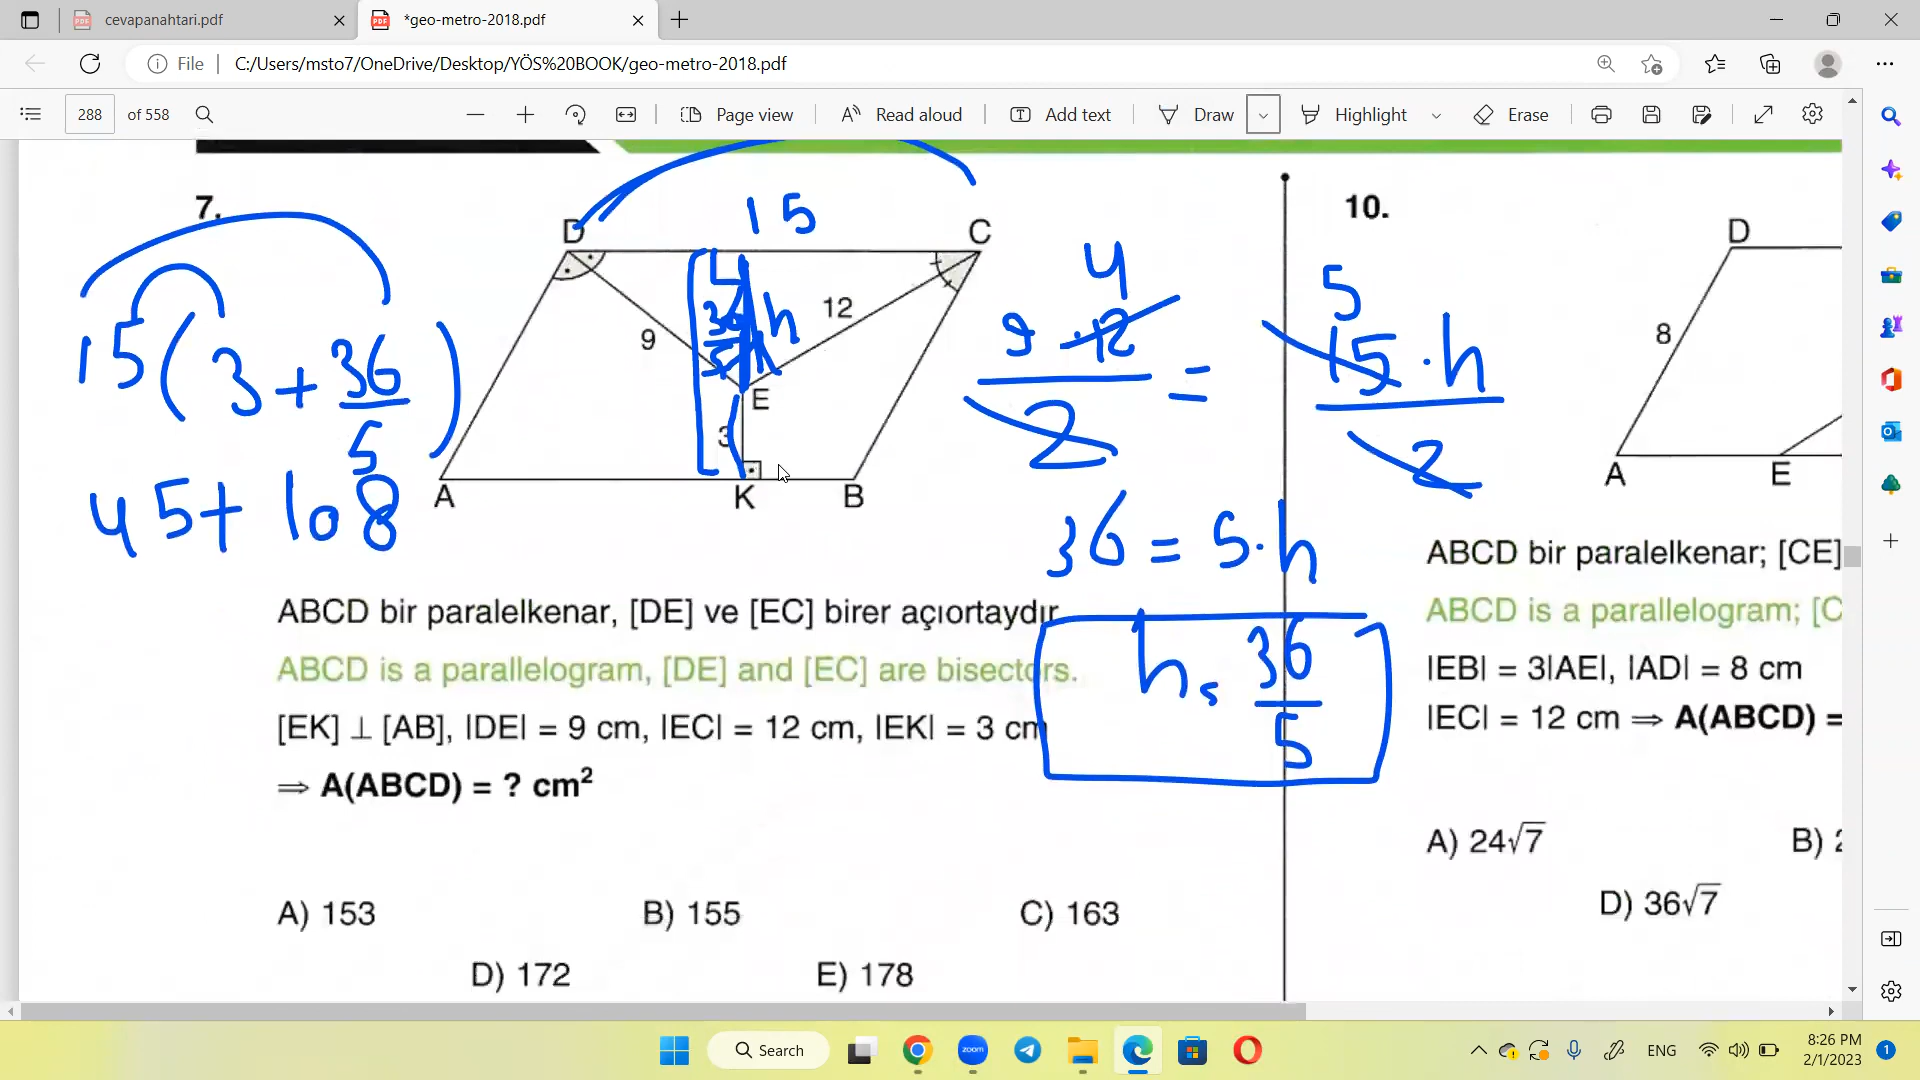 cevapanahtari.pdf
*geo-metro-2018.pdf
File
C:/Users/msto7/OneDrive/Desktop/YÖS%20BOOK/geo-metro-2018.pdf
288 of 558
Page view
Read aloud
Add text
Draw
Highlight
Erase
7.
D
C
15
9
12
h
36/5
E
3
A
K
B
15(3 + 36/5)
45+ 108
9 · 12 / 2 = 15 · h / 2
4
5
36 = 5 · h
h = 36/5
ABCD bir paralelkenar, [DE] ve [EC] birer açıortaydır
ABCD is a parallelogram, [DE] and [EC] are bisectors.
[EK] ⊥ [AB], |DE| = 9 cm, |EC| = 12 cm, |EK| = 3 cm
⇒ A(ABCD) = ? cm²
A) 153
B) 155
C) 163
D) 172
E) 178
10.
D
8
A
E
ABCD bir paralelkenar; [CE]
ABCD is a parallelogram; [C
|EB| = 3|AE|, |AD| = 8 cm
|EC| = 12 cm ⇒ A(ABCD) =
A) 24√7
B) 2
D) 36√7
Search
zoom
ENG
8:26 PM
2/1/2023
1